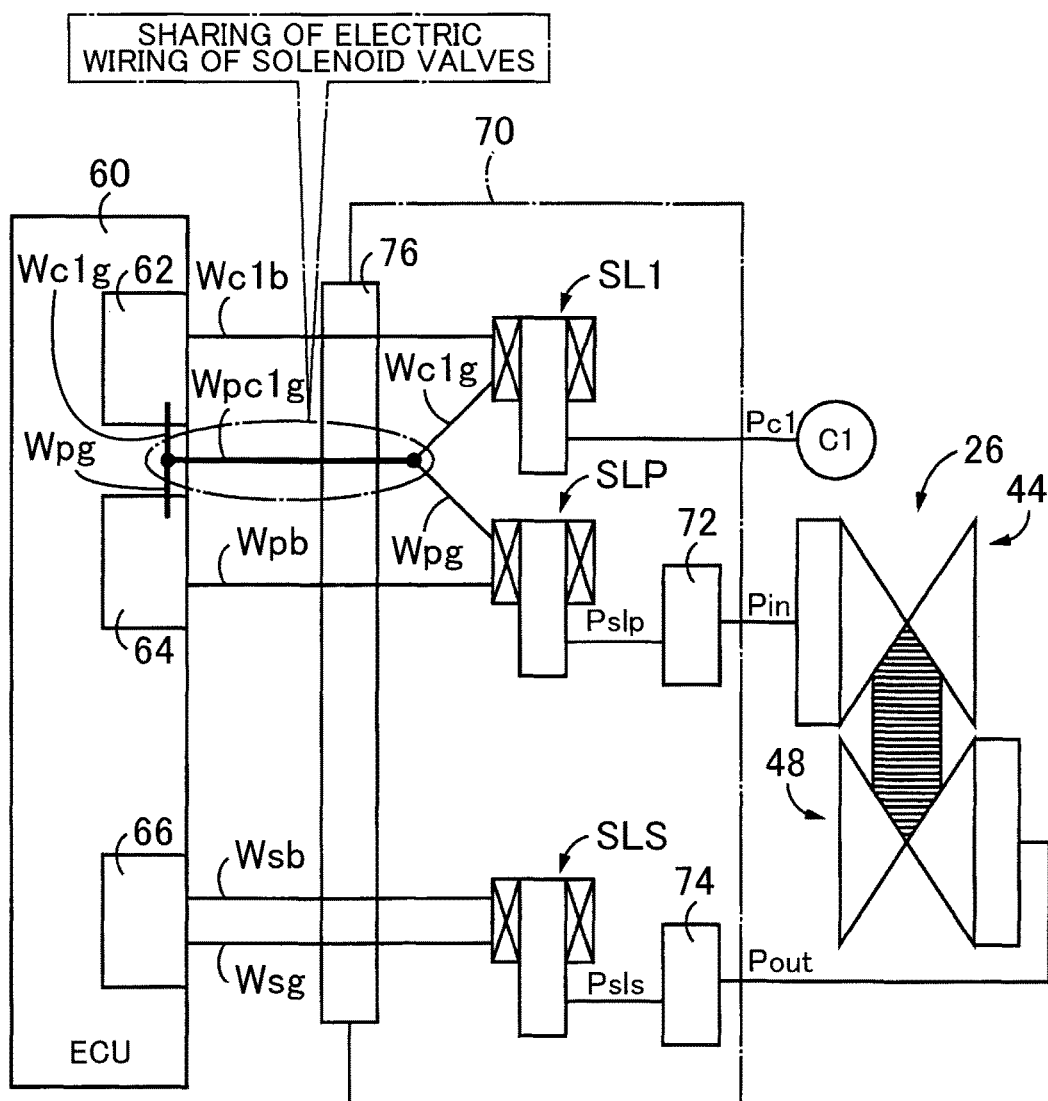 SHARING OF ELECTRIC
WIRING OF SOLENOID VALVES
70
60
Wc1g
62
Wc1b
76
SL1
Wc1g
Wpc1g
Pc1
C1
Wpg
SLP
26
44
Wpb
Wpg
72
Pslp
Pin
64
48
66
Wsb
SLS
74
Wsg
Psls
Pout
ECU